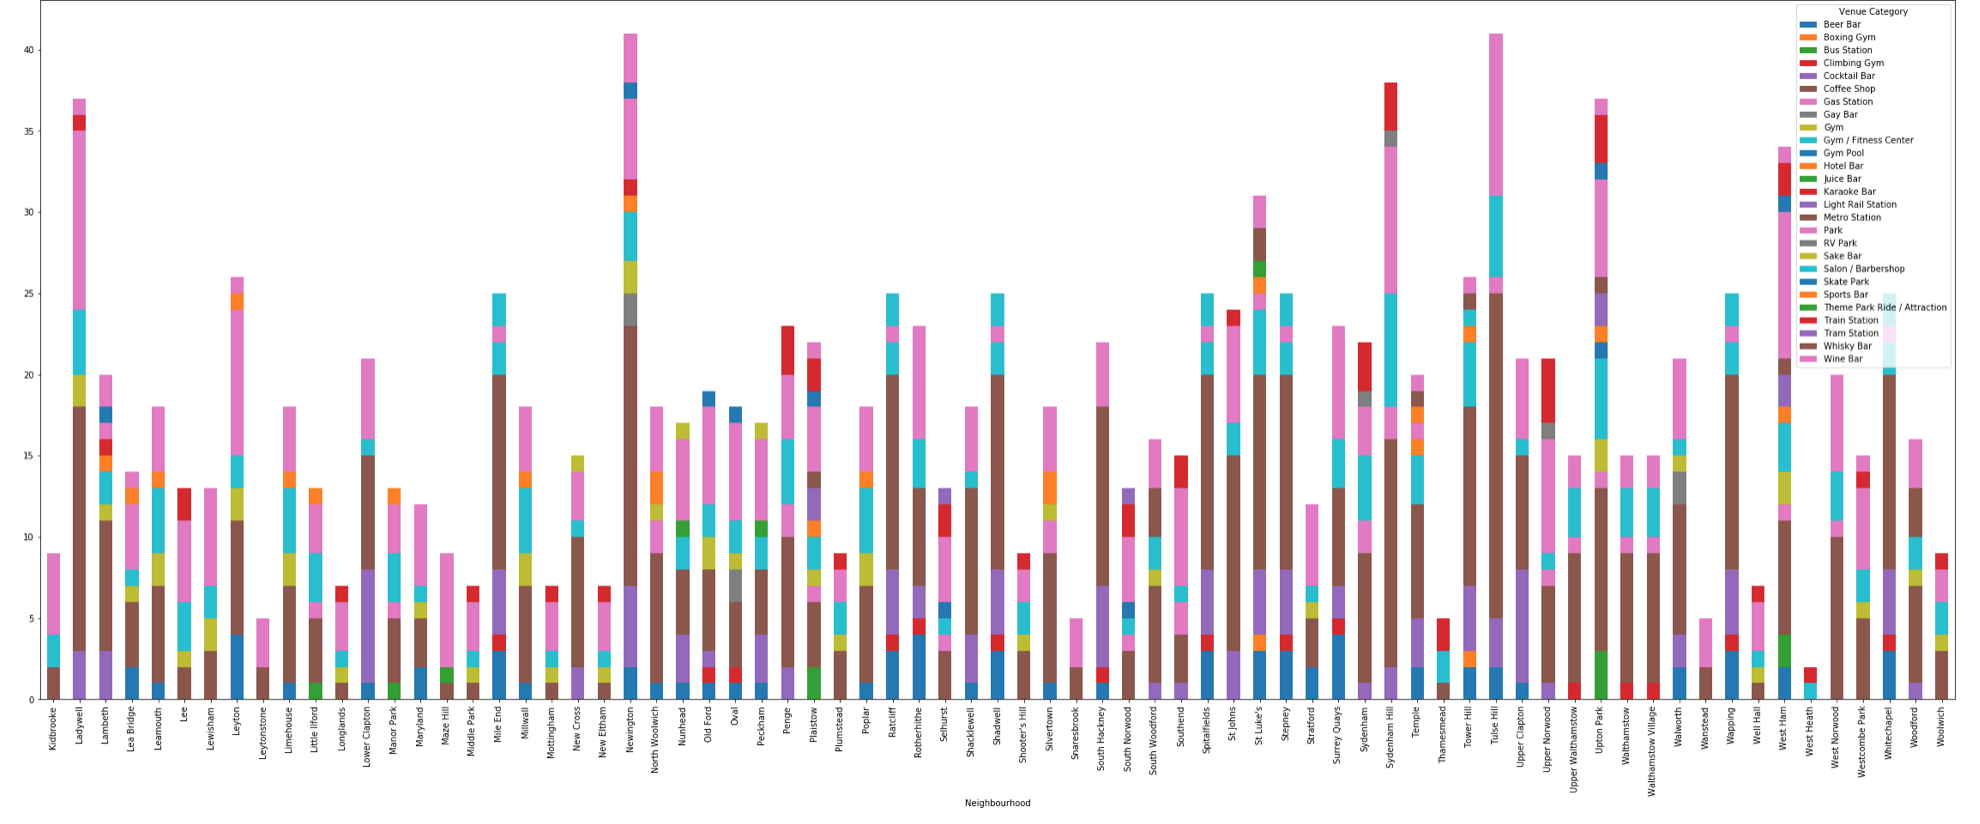 40
35
30
25
20
15
10
5
0
Venue Category
Beer Bar
Boxing Gym
Bus Station
Climbing Gym
Cocktail Bar
Coffee Shop
Gas Station
Gay Bar
Gym
Gym / Fitness Center
Gym Pool
Hotel Bar
Juice Bar
Karaoke Bar
Light Rail Station
Metro Station
Park
RV Park
Sake Bar
Salon / Barbershop
Skate Park
Sports Bar
Theme Park Ride / Attraction
Train Station
Tram Station
Whisky Bar
Wine Bar
Kidbrooke
Ladywell
Lambeth
Lea Bridge
Leamouth
Lee
Lewisham
Leyton
Leytonstone
Limehouse
Little Ilford
Longlands
Lower Clapton
Manor Park
Maryland
Maze Hill
Middle Park
Mile End
Millwall
Mottingham
New Cross
New Eltham
Newington
North Woolwich
Nunhead
Old Ford
Oval
Peckham
Penge
Plaistow
Plumstead
Poplar
Ratcliff
Rotherhithe
Selhurst
Shacklewell
Shadwell
Shooter's Hill
Silvertown
Snaresbrook
South Hackney
South Norwood
South Woodford
Southend
Spitalfields
St Johns
St Luke's
Stepney
Stratford
Surrey Quays
Sydenham
Sydenham Hill
Temple
Thamesmead
Tower Hill
Tulse Hill
Upper Clapton
Upper Norwood
Upper Walthamstow
Upton Park
Walthamstow
Walthamstow Village
Walworth
Wanstead
Wapping
Well Hall
West Ham
West Heath
West Norwood
Westcombe Park
Whitechapel
Woodford
Woolwich
Neighbourhood